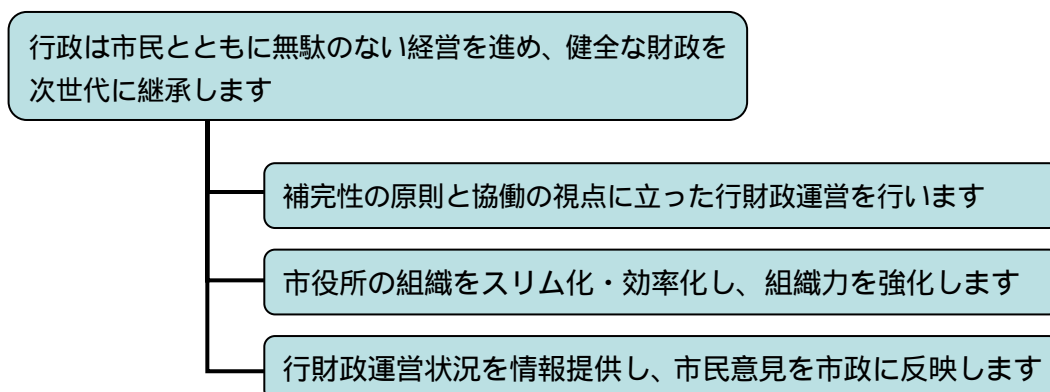 行政は市民とともに無駄のない経営を進め、健全な財政を
次世代に継承します
補完性の原則と協働の視点に立った行財政運営を行います
市役所の組織をスリム化・効率化し、組織力を強化します
行財政運営状況を情報提供し、市民意見を市政に反映します